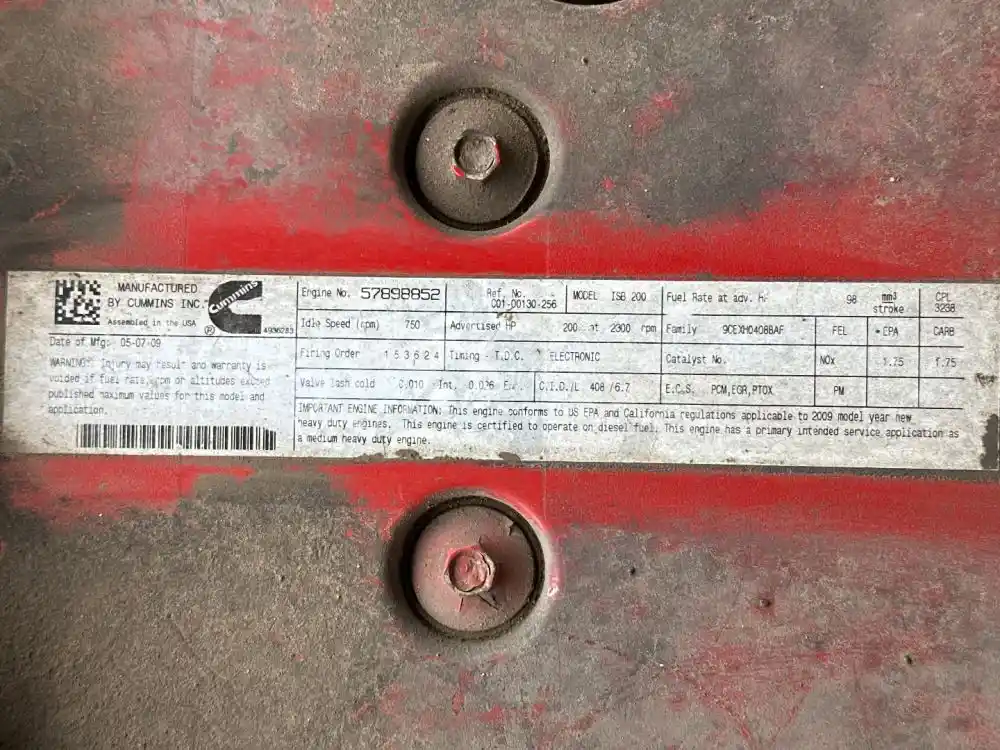 MANUFACTURED
BY CUMMINS INC.
Assembled in the USA
Cummins
® 4936283
Date of Mfg: 05-07-09
WARNING: Injury may result and warranty is
voided if fuel rate, rpm or altitudes exceed
published maximum values for this model and
application.
Engine No. 57898852 Ref. No. C01-D0130-256 MODEL ISB 200 Fuel Rate at adv. HP 98 mm³ stroke CPL 3238
Idle Speed (rpm) 750 Advertised HP 200 at 2300 rpm Family 9CEXH0408BAF FEL *EPA CARB
Firing Order 1 5 3 6 2 4 Timing - T.D.C. ELECTRONIC Catalyst No. NOx 1.75 1.75
Valve lash cold 0.010 Int. 0.026 Exh. C.I.D./L 408 /6.7 E.C.S. PCM,EGR,PTOX PM
IMPORTANT ENGINE INFORMATION: This engine conforms to US EPA and California regulations applicable to 2009 model year new
heavy duty engines. This engine is certified to operate on diesel fuel. This engine has a primary intended service application as
a medium heavy duty engine.